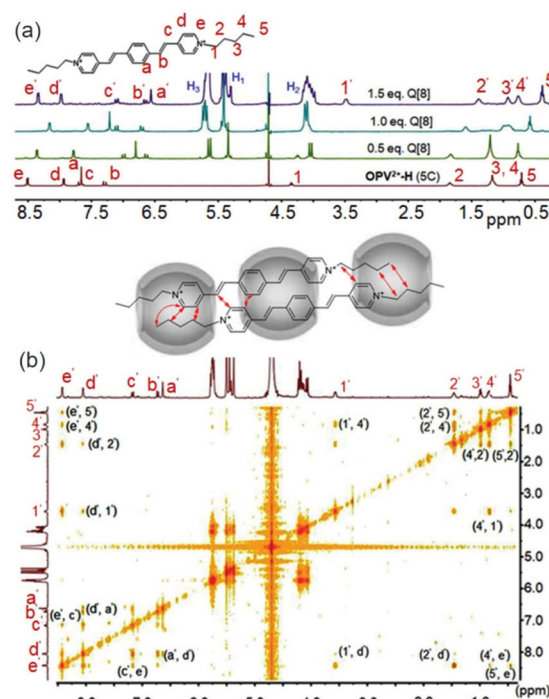 (a)
d e 2 4
c 5
N+
1 3
b
a
N+
e' d' c' b' a' H3 H1 H2 1' 2' 3' 4' 5'
1.5 eq. Q[8]
1.0 eq. Q[8]
0.5 eq. Q[8]
a
e d c b 1 2 3, 4 5
OPV2+-H (5C)
8.5 7.5 6.5 5.5 4.5 3.5 2.5 1.5
ppm
N+
N+
N+
N+
(b)
e' d' c' b' a' 1' 2' 3' 4' 5'
5' (e', 5') (2', 5')
4' (e', 4') (1', 4') (2', 4')
3'
2' (d', 2') (4',2') (5',2')
1.0
2.0
3.0
1' (d', 1') (4', 1')
4.0
5.0
6.0
a'
b' (e', c') (d', a')
7.0
c'
d' (a', d') (1', d') (2', d')
8.0
e' (c', e') (4', e')
(5', e')
(ppm)